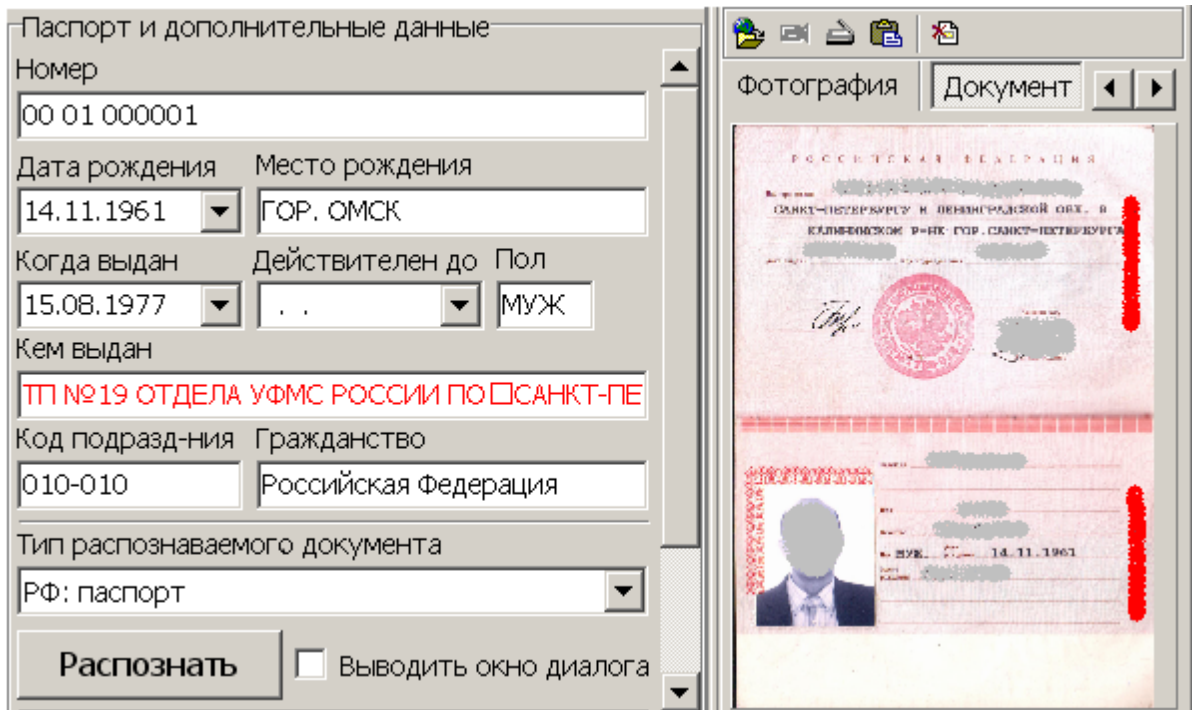 Паспорт и дополнительные данные
Номер
00 01 000001
Дата рождения Место рождения
14.11.1961 ГОР. ОМСК
Когда выдан Действителен до Пол
15.08.1977 . . МУЖ
Кем выдан
ТП №19 ОТДЕЛА УФМС РОССИИ ПО□САНКТ-ПЕ
Код подразд-ния Гражданство
010-010 Российская Федерация
Тип распознаваемого документа
РФ: паспорт
Распознать Выводить окно диалога
Фотография Документ
РОССИЙСКАЯ ФЕДЕРАЦИЯ
САНКТ-ПЕТЕРБУРГУ И ЛЕНИНГРАДСКОЙ ОБЛ. В
КАЛИНИНСКОМ Р-НЕ ГОР.САНКТ-ПЕТЕРБУРГА
МУЖ. 14.11.1961